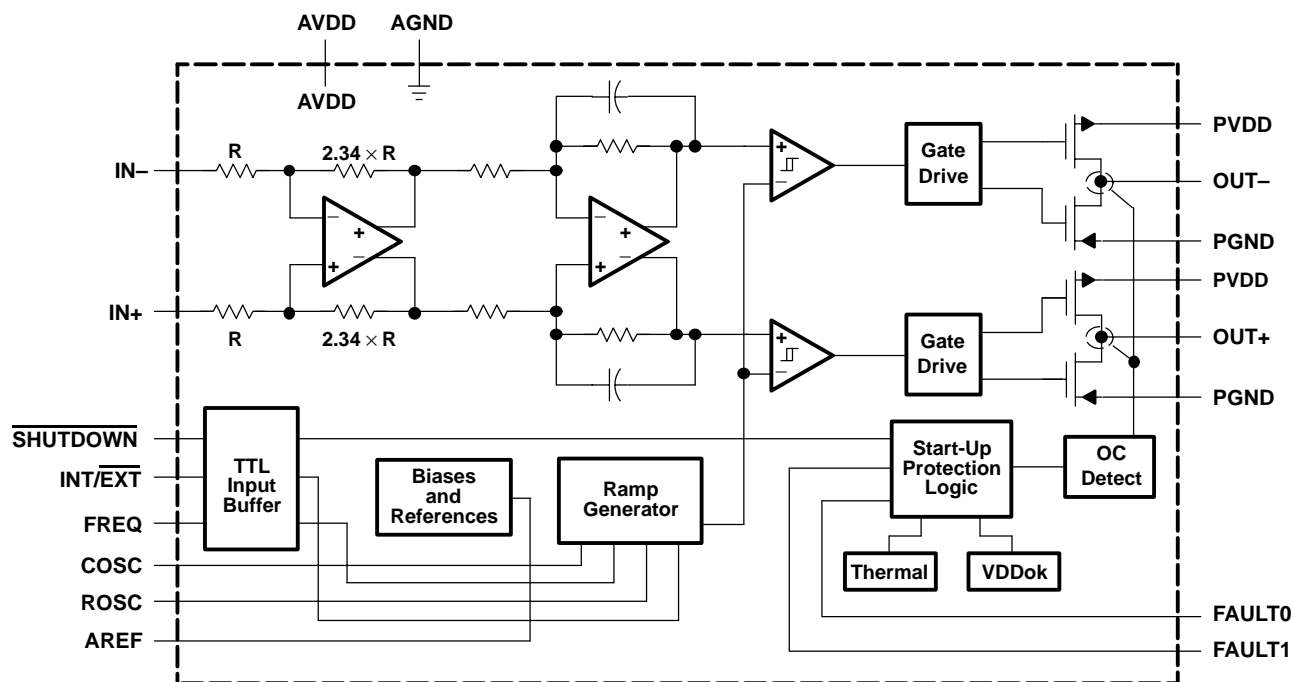 AVDD AGND
AVDD
R 2.34 × R
IN–
– + + –
– + + –
+ –
Gate
Drive
PVDD
OUT–
PGND
IN+
R 2.34 × R
+ –
Gate
Drive
PVDD
OUT+
PGND
SHUTDOWN
INT/EXT
FREQ
COSC
ROSC
AREF
TTL
Input
Buffer
Biases
and
References
Ramp
Generator
Start-Up
Protection
Logic
OC
Detect
Thermal
VDDok
FAULT0
FAULT1